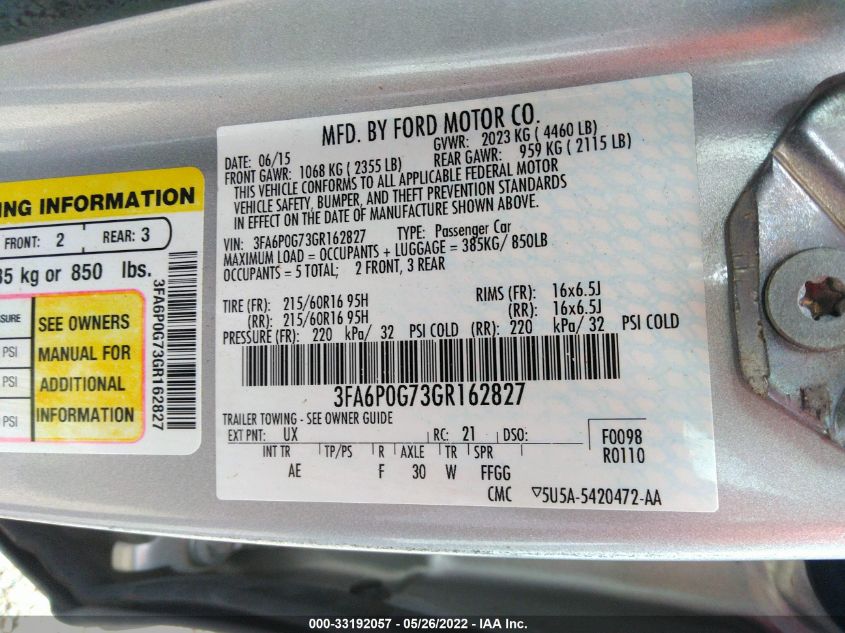 MFD. BY FORD MOTOR CO.
DATE: 06/15
GVWR: 2023 KG ( 4460 LB)
FRONT GAWR: 1068 KG ( 2355 LB)
REAR GAWR: 959 KG ( 2115 LB)
THIS VEHICLE CONFORMS TO ALL APPLICABLE FEDERAL MOTOR
VEHICLE SAFETY, BUMPER, AND THEFT PREVENTION STANDARDS
IN EFFECT ON THE DATE OF MANUFACTURE SHOWN ABOVE.
VIN: 3FA6P0G73GR162827 TYPE: Passenger Car
MAXIMUM LOAD = OCCUPANTS + LUGGAGE = 385KG/ 850LB
OCCUPANTS = 5 TOTAL; 2 FRONT, 3 REAR
TIRE (FR): 215/60R16 95H RIMS (FR): 16x6.5J
(RR): 215/60R16 95H (RR): 16x6.5J
PRESSURE (FR): 220 kPa/ 32 PSI COLD (RR): 220 kPa/ 32 PSI COLD
3FA6P0G73GR162827
TRAILER TOWING - SEE OWNER GUIDE
EXT PNT: UX RC: 21 DSO:
F0098
R0110
INT TR TP/PS R AXLE TR SPR
AE F 30 W FFGG
CMC ▽5U5A-5420472-AA
ING INFORMATION
FRONT: 2 REAR: 3
85 kg or 850 lbs.
SSURE
PSI
PSI
PSI
SEE OWNERS
MANUAL FOR
ADDITIONAL
INFORMATION
3FA6P0G73GR162827
000-33192057 - 05/26/2022 - IAA Inc.